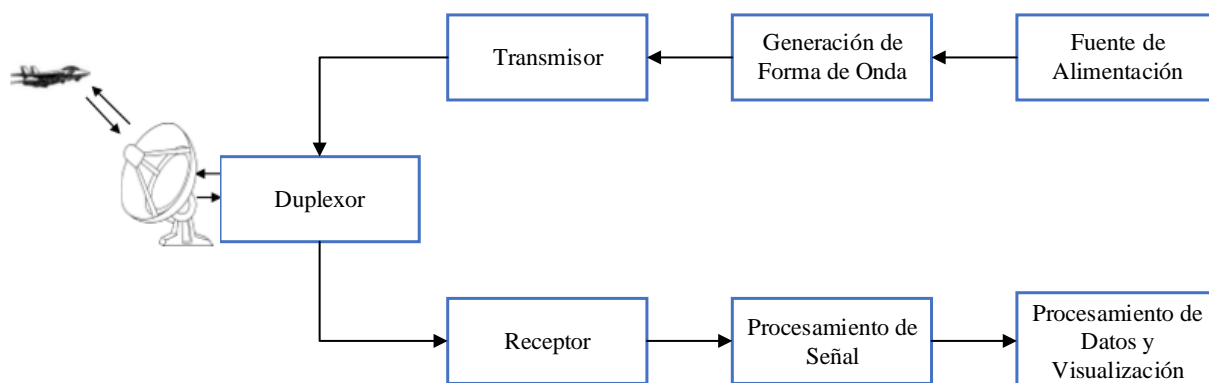 Transmisor
Generación de
Forma de Onda
Fuente de
Alimentación
Duplexor
Receptor
Procesamiento de
Señal
Procesamiento de
Datos y
Visualización